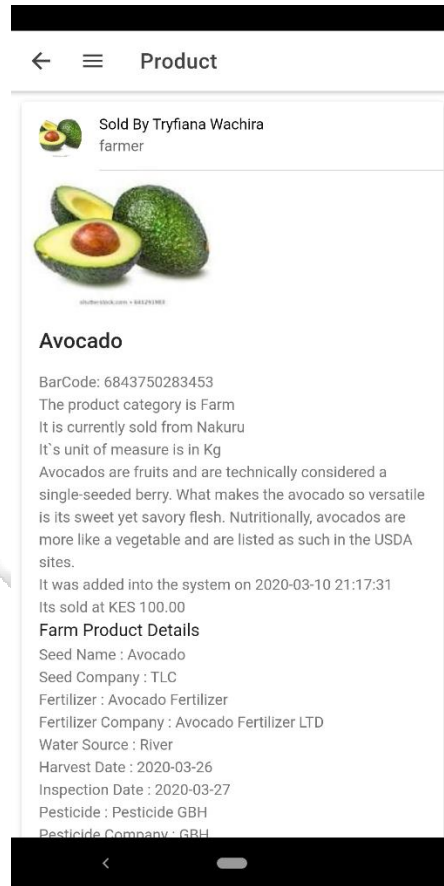 Product
Sold By Tryfiana Wachira
farmer
shutterstock.com • 641291983
Avocado
BarCode: 6843750283453
The product category is Farm
It is currently sold from Nakuru
It`s unit of measure is in Kg
Avocados are fruits and are technically considered a
single-seeded berry. What makes the avocado so versatile
is its sweet yet savory flesh. Nutritionally, avocados are
more like a vegetable and are listed as such in the USDA
sites.
It was added into the system on 2020-03-10 21:17:31
Its sold at KES 100.00
Farm Product Details
Seed Name : Avocado
Seed Company : TLC
Fertilizer : Avocado Fertilizer
Fertilizer Company : Avocado Fertilizer LTD
Water Source : River
Harvest Date : 2020-03-26
Inspection Date : 2020-03-27
Pesticide : Pesticide GBH
Pesticide Company : GBH